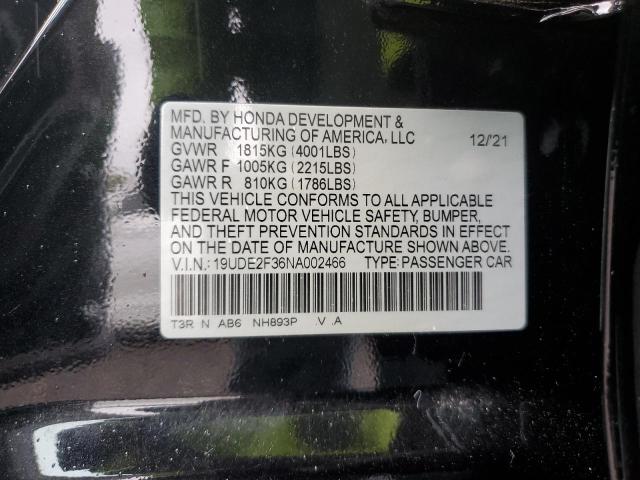 MFD. BY HONDA DEVELOPMENT &
MANUFACTURING OF AMERICA, LLC 12/'21
GVWR 1815KG (4001LBS)
GAWR F 1005KG (2215LBS)
GAWR R 810KG (1786LBS)
THIS VEHICLE CONFORMS TO ALL APPLICABLE
FEDERAL MOTOR VEHICLE SAFETY, BUMPER,
AND THEFT PREVENTION STANDARDS IN EFFECT
ON THE DATE OF MANUFACTURE SHOWN ABOVE.
V.I.N.: 19UDE2F36NA002466 TYPE: PASSENGER CAR
T3R N AB6 NH893P .V .A